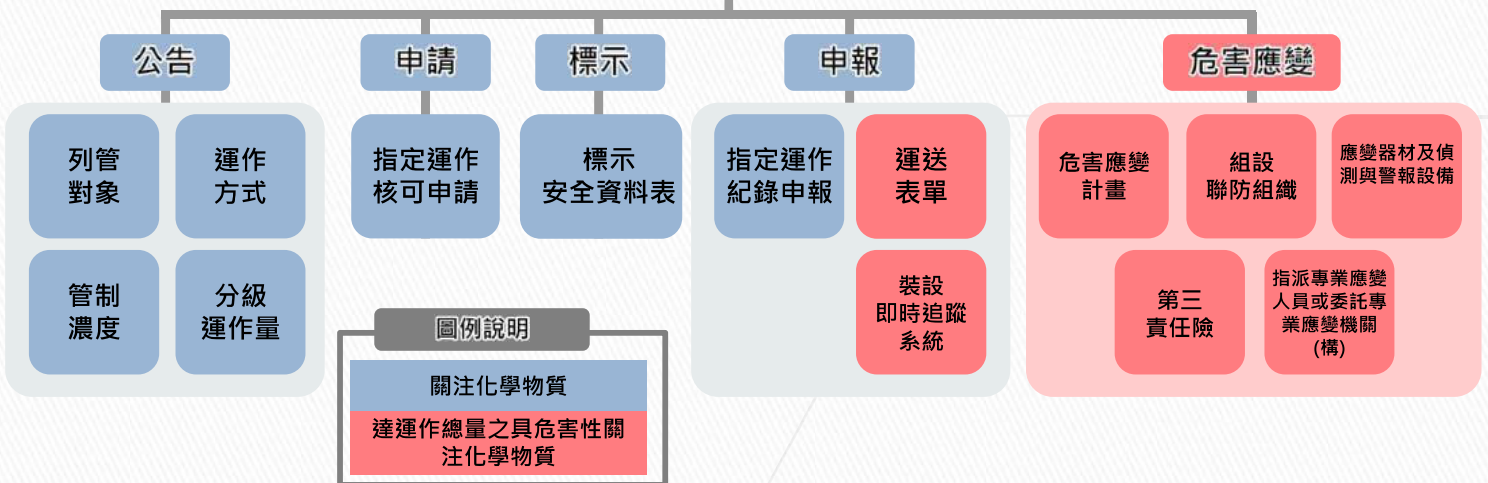 公告
申請
標示
申報
危害應變
列管
對象
運作
方式
管制
濃度
分級
運作量
指定運作
核可申請
標示
安全資料表
指定運作
紀錄申報
運送
表單
裝設
即時追蹤
系統
危害應變
計畫
組設
聯防組織
應變器材及偵
測與警報設備
第三
責任險
指派專業應變
人員或委託專
業應變機關
(構)
圖例說明
關注化學物質
達運作總量之具危害性關
注化學物質